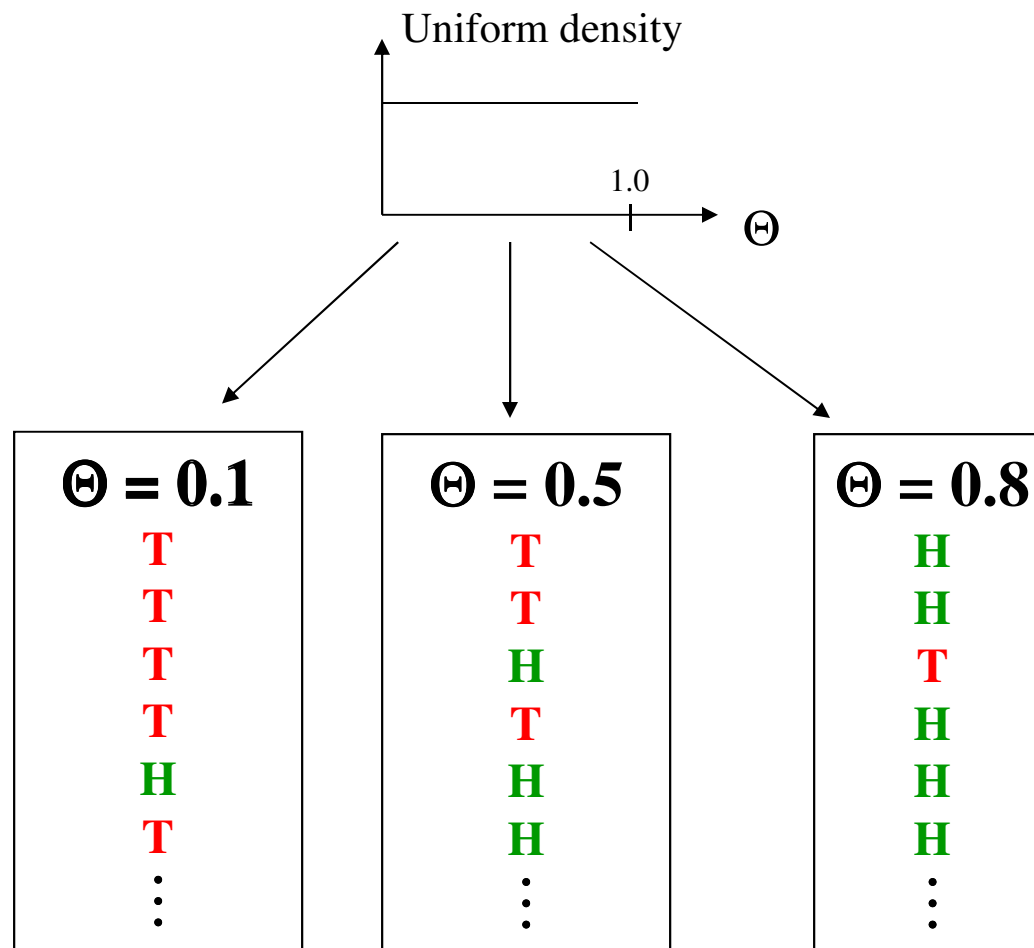 Uniform density
1.0
Θ
Θ = 0.1
T
T
T
T
H
T
⋮
Θ = 0.5
T
T
H
T
H
H
⋮
Θ = 0.8
H
H
T
H
H
H
⋮